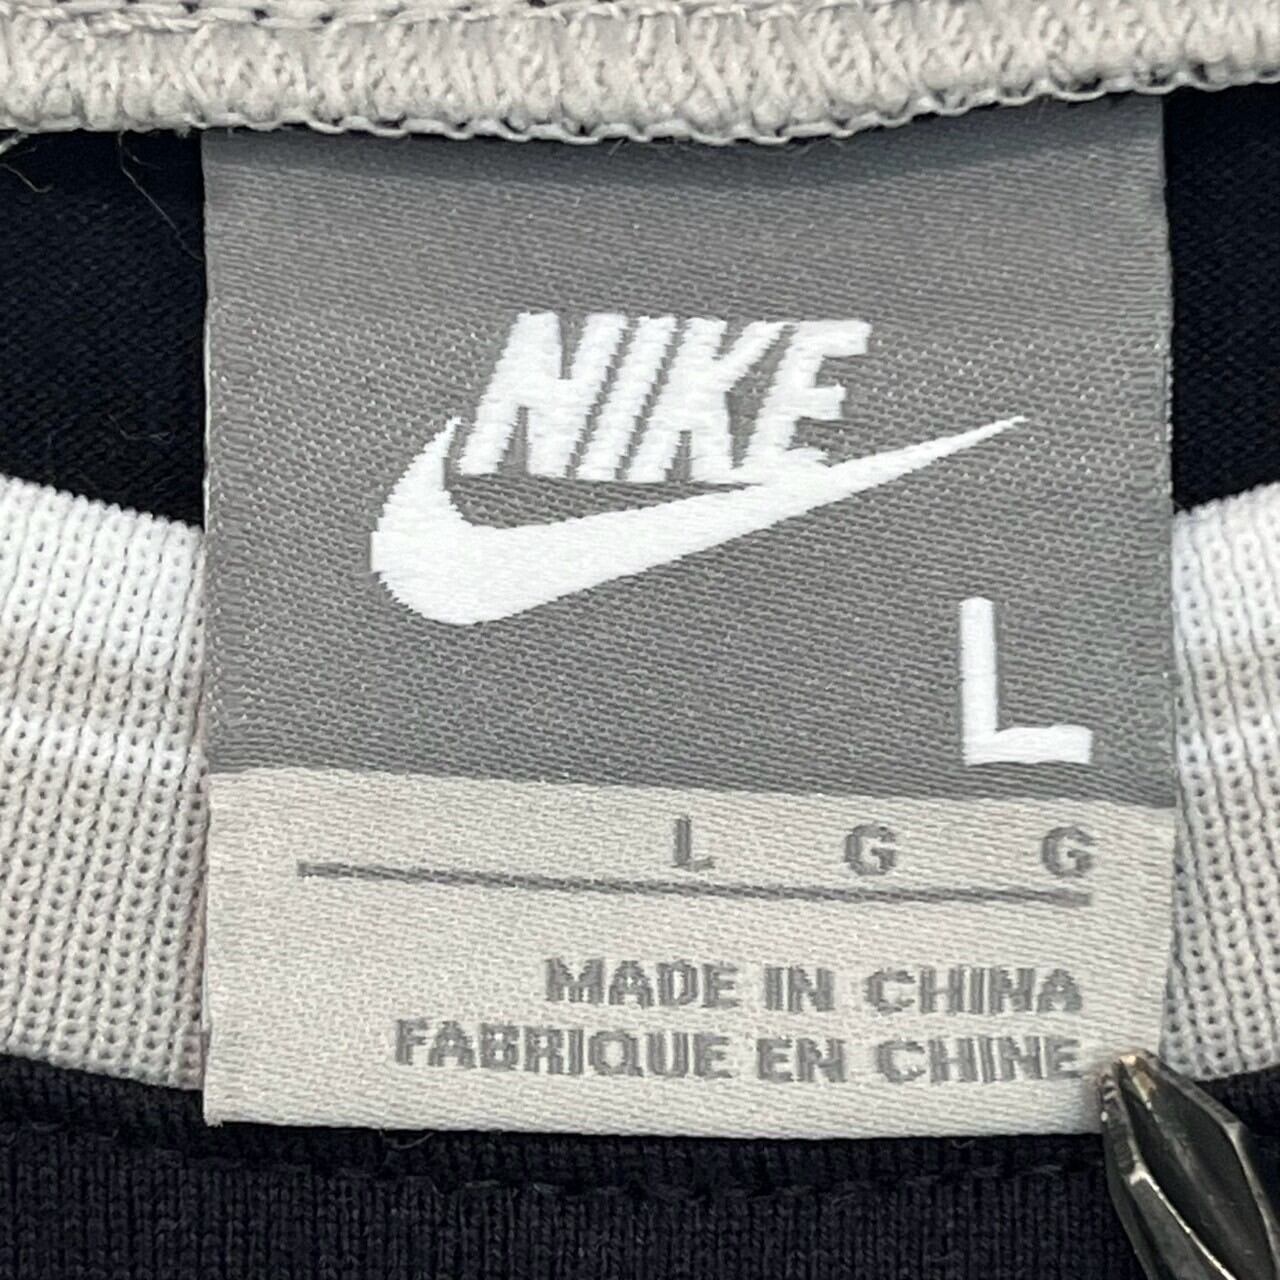 NIKE
L
L G G
MADE IN CHINA
FABRIQUE EN CHINE